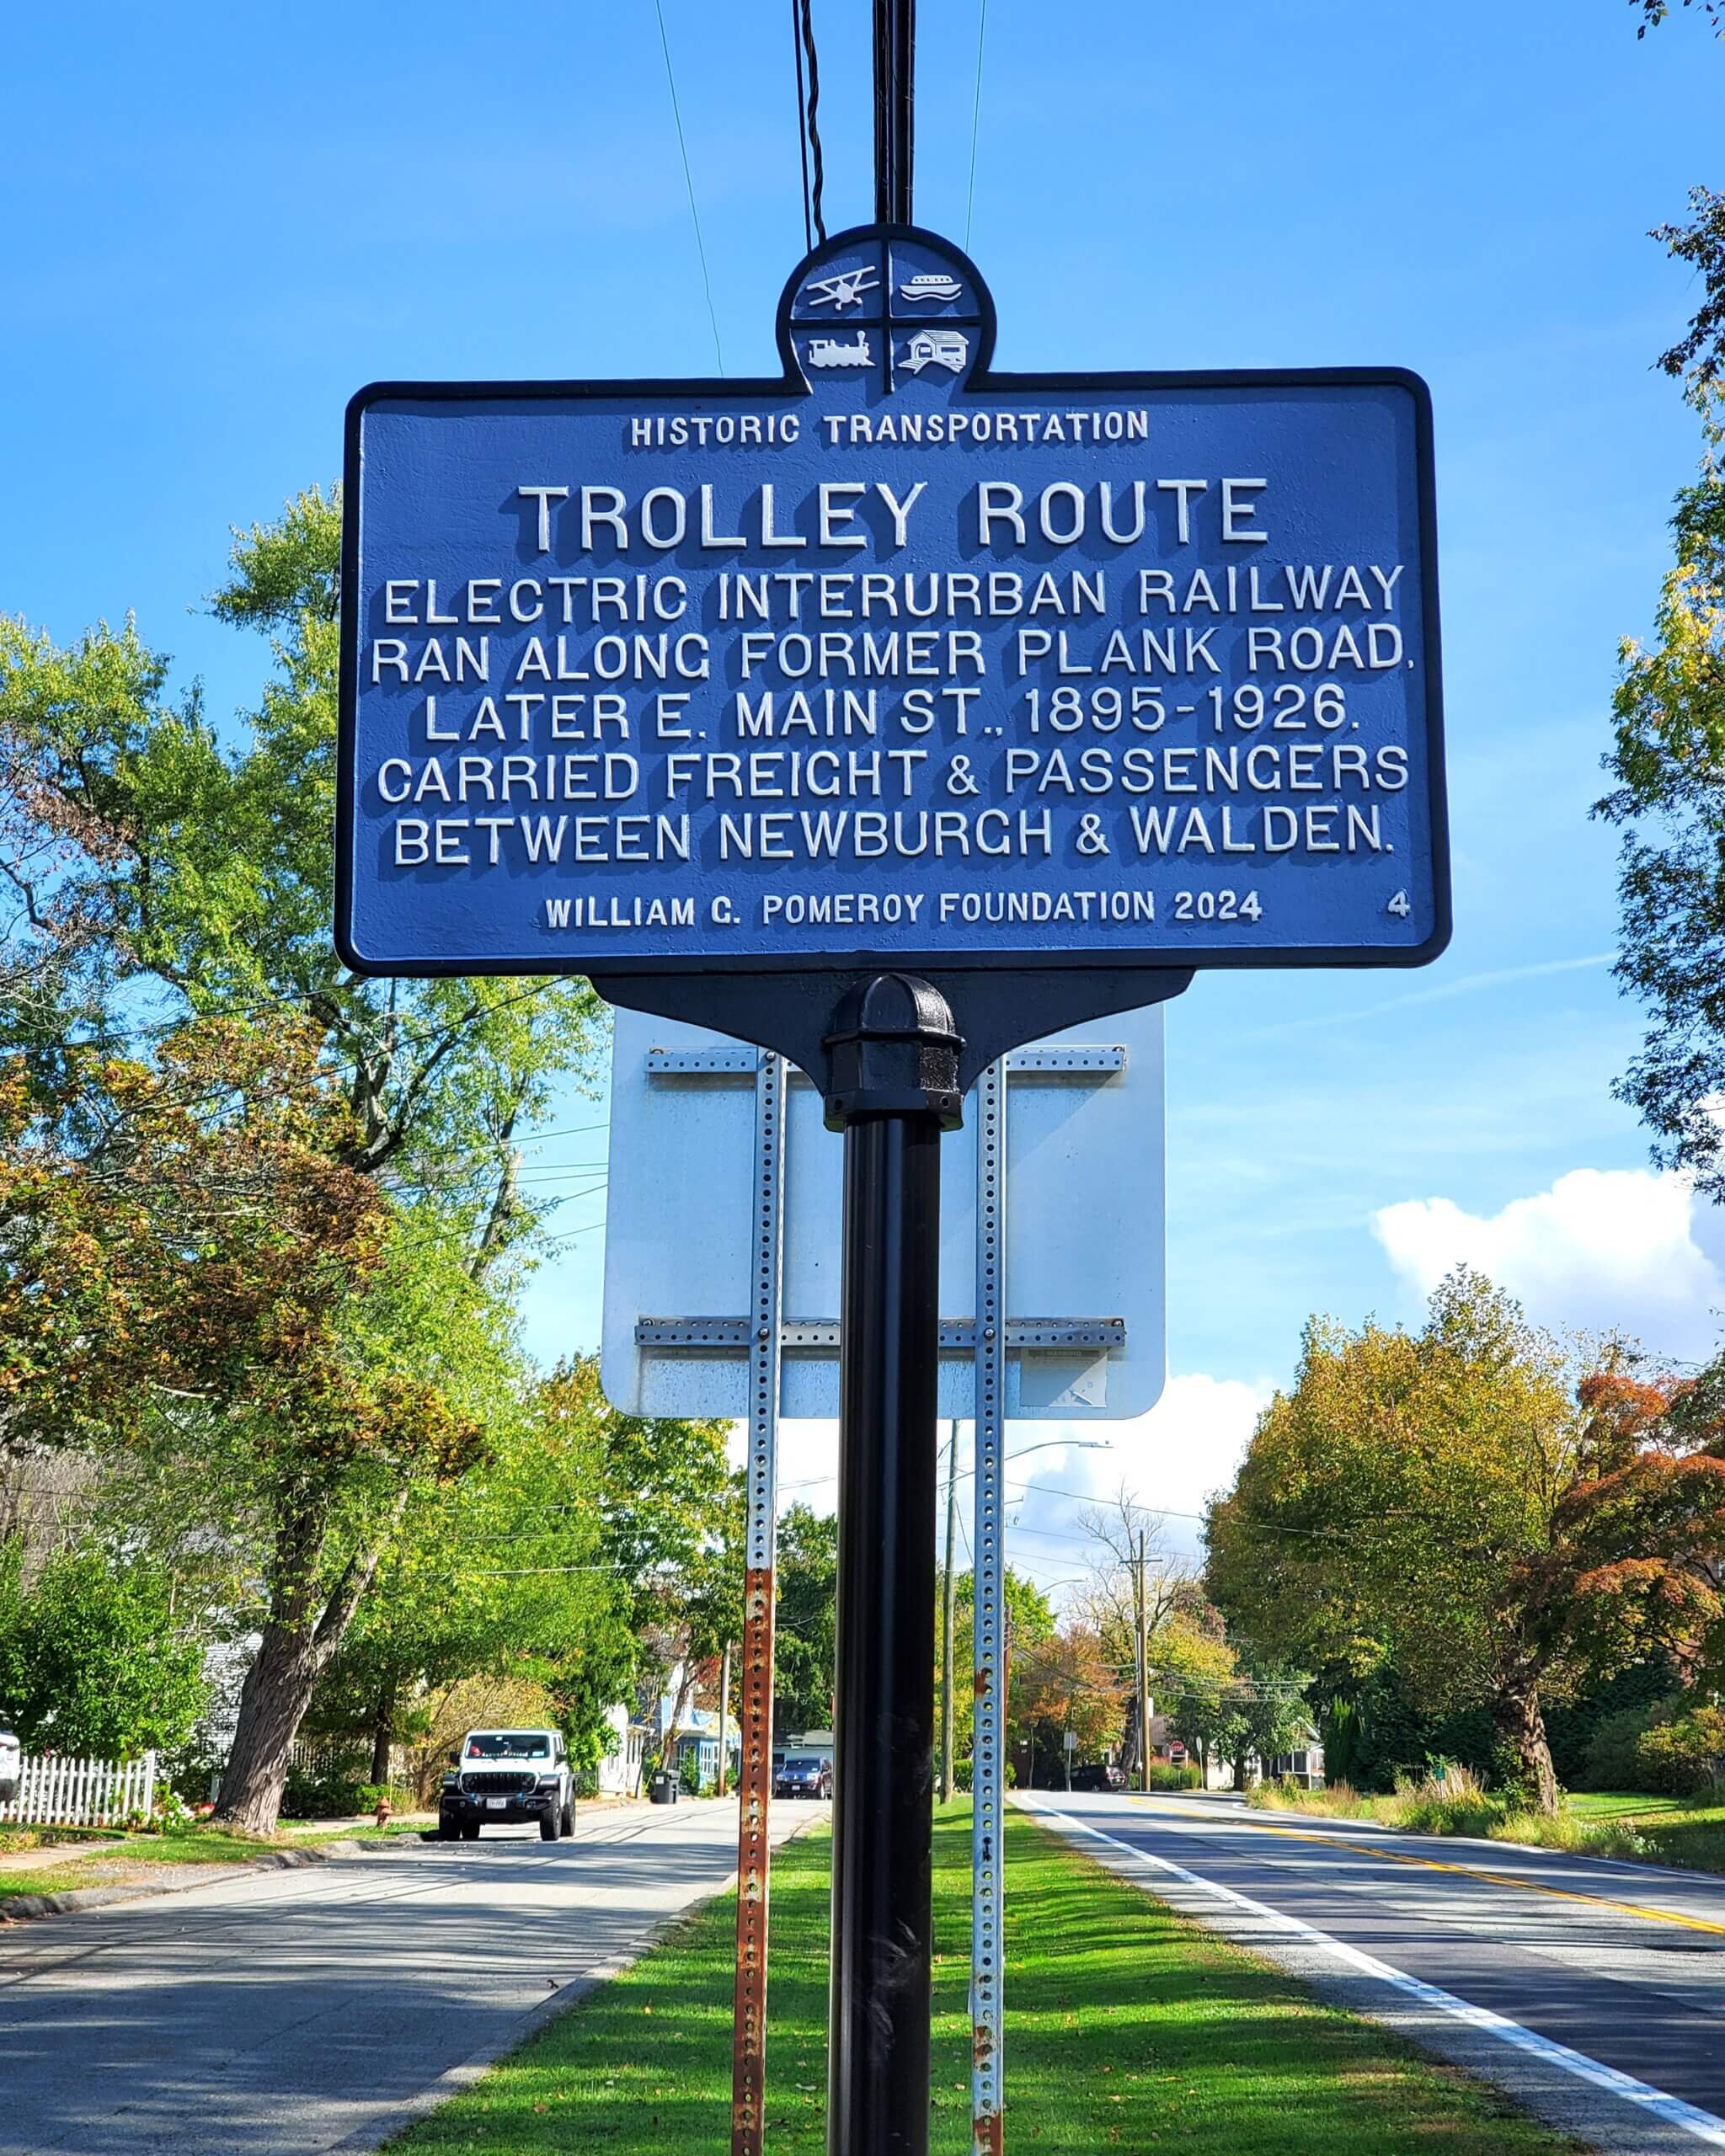 HISTORIC TRANSPORTATION
TROLLEY ROUTE
ELECTRIC INTERURBAN RAILWAY
RAN ALONG FORMER PLANK ROAD,
LATER E. MAIN ST., 1895-1926.
CARRIED FREIGHT & PASSENGERS
BETWEEN NEWBURGH & WALDEN.
WILLIAM G. POMEROY FOUNDATION 2024 4